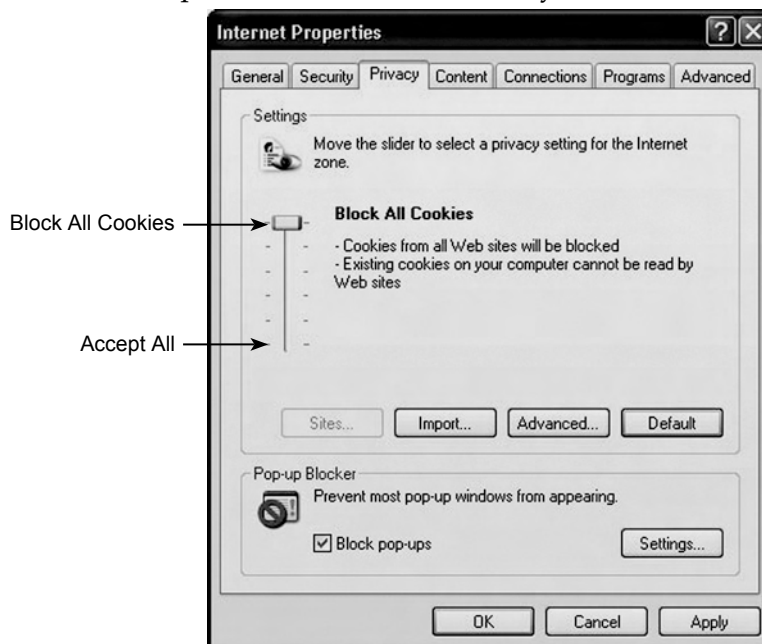 Internet Properties
General Security Privacy Content Connections Programs Advanced
Settings
Move the slider to select a privacy setting for the Internet
zone.
Block All Cookies
Block All Cookies
- Cookies from all Web sites will be blocked
- Existing cookies on your computer cannot be read by
Web sites
Accept All
Sites... Import... Advanced... Default
Pop-up Blocker
Prevent most pop-up windows from appearing.
Block pop-ups Settings...
OK Cancel Apply